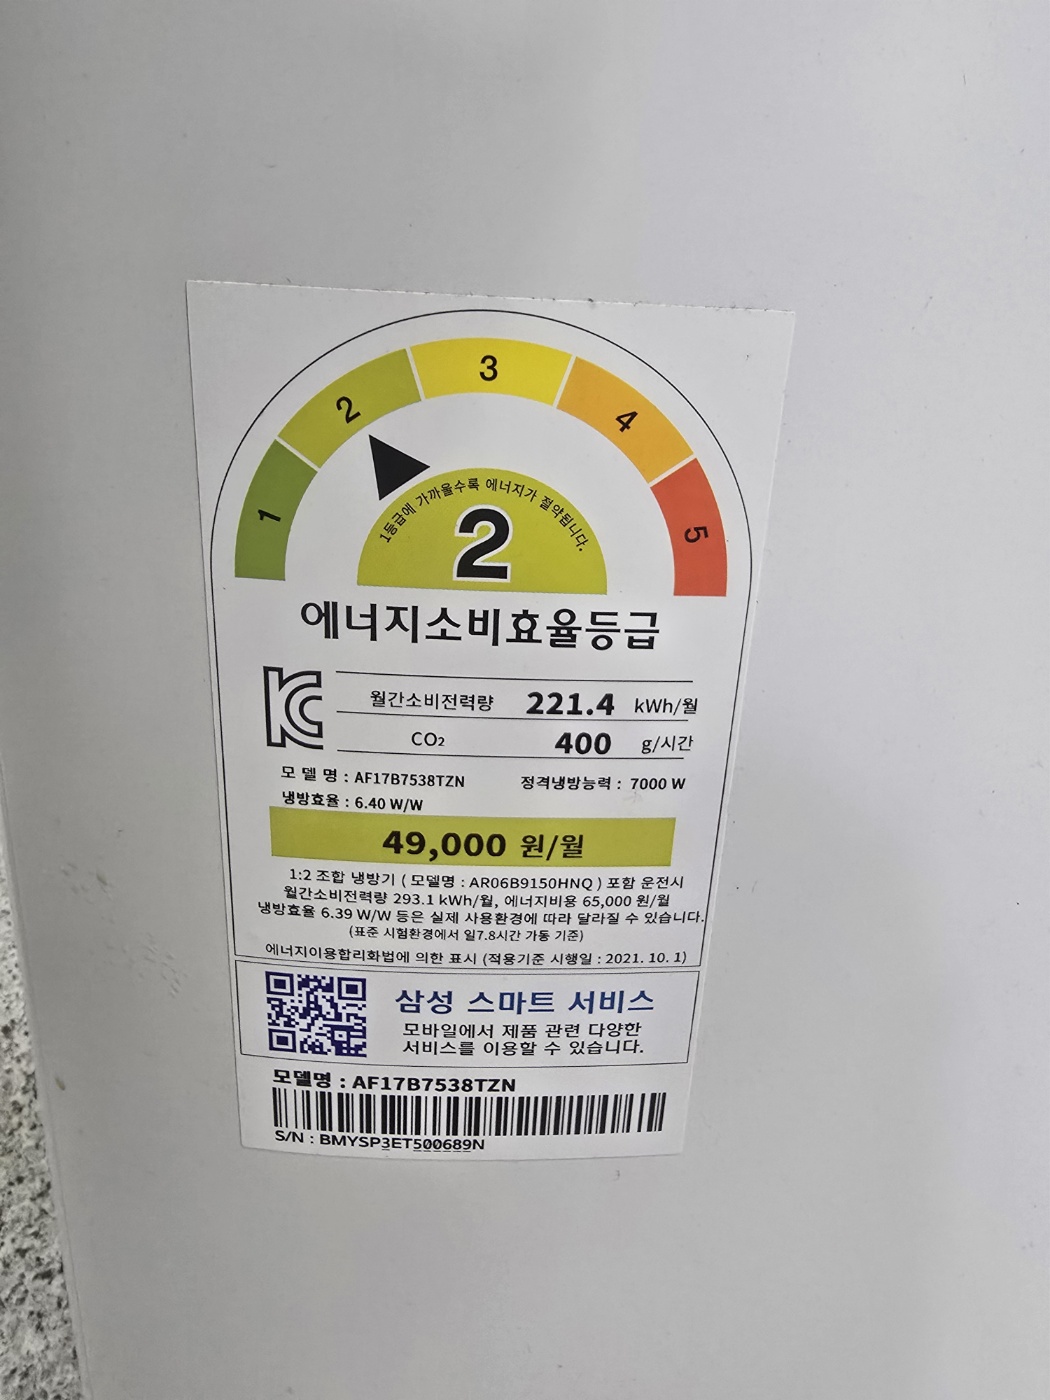 1
2
3
4
5
1등급에 가까울수록 에너지가 절약됩니다.
2
에너지소비효율등급
월간소비전력량 221.4 kWh/월
CO₂ 400 g/시간
모 델 명 : AF17B7538TZN 정격냉방능력 : 7000 W
냉방효율 : 6.40 W/W
49,000 원/월
1:2 조합 냉방기 ( 모델명 : AR06B9150HNQ ) 포함 운전시
월간소비전력량 293.1 kWh/월, 에너지비용 65,000 원/월
냉방효율 6.39 W/W 등은 실제 사용환경에 따라 달라질 수 있습니다.
(표준 시험환경에서 일7.8시간 가동 기준)
에너지이용합리화법에 의한 표시 (적용기준 시행일 : 2021. 10. 1)
삼성 스마트 서비스
모바일에서 제품 관련 다양한
서비스를 이용할 수 있습니다.
모델명 : AF17B7538TZN
S/N : BMYSP3ET500689N